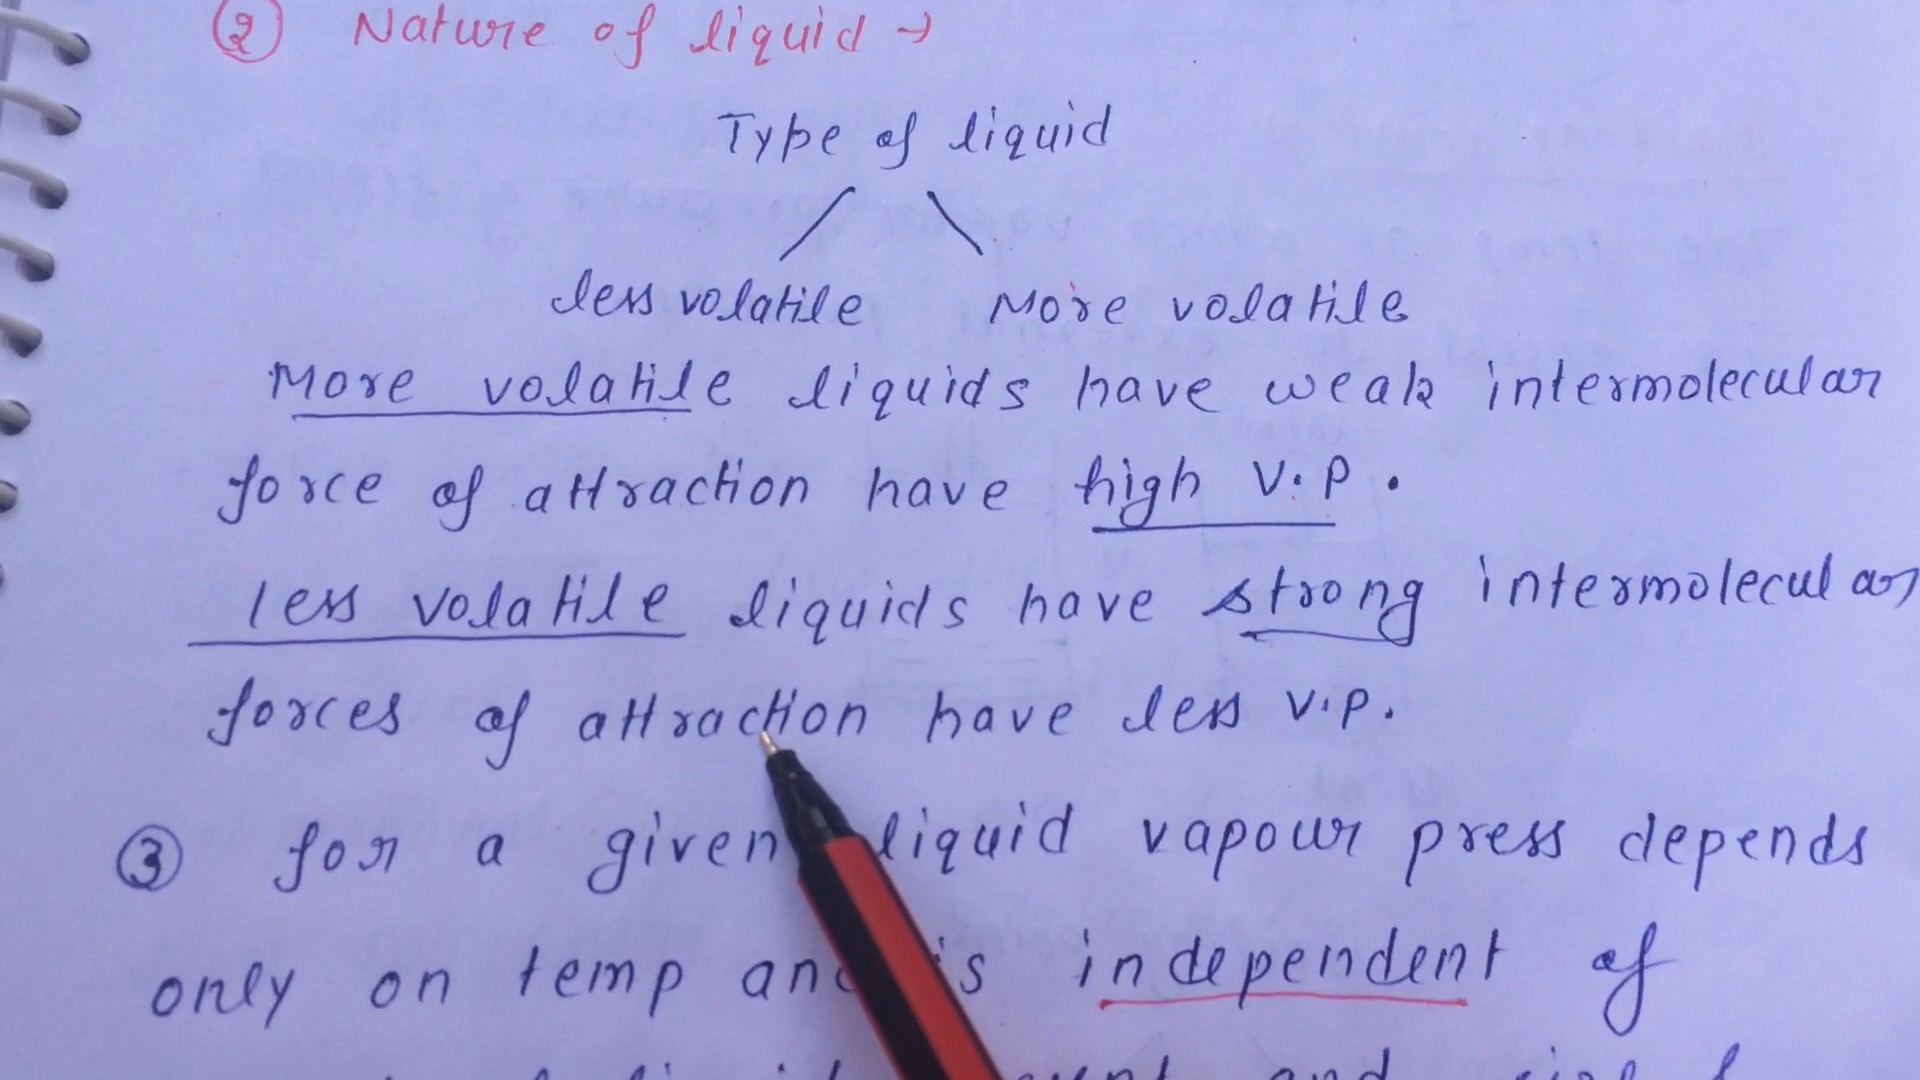 ② Nature of liquid →
Type of liquid
less volatile More volatile
More volatile liquids have weak intermolecular
force of attraction have high V.P.
less volatile liquids have strong intermolecular
forces of attraction have less V.P.
③ for a given liquid vapour press depends
only on temp and is independent of
and